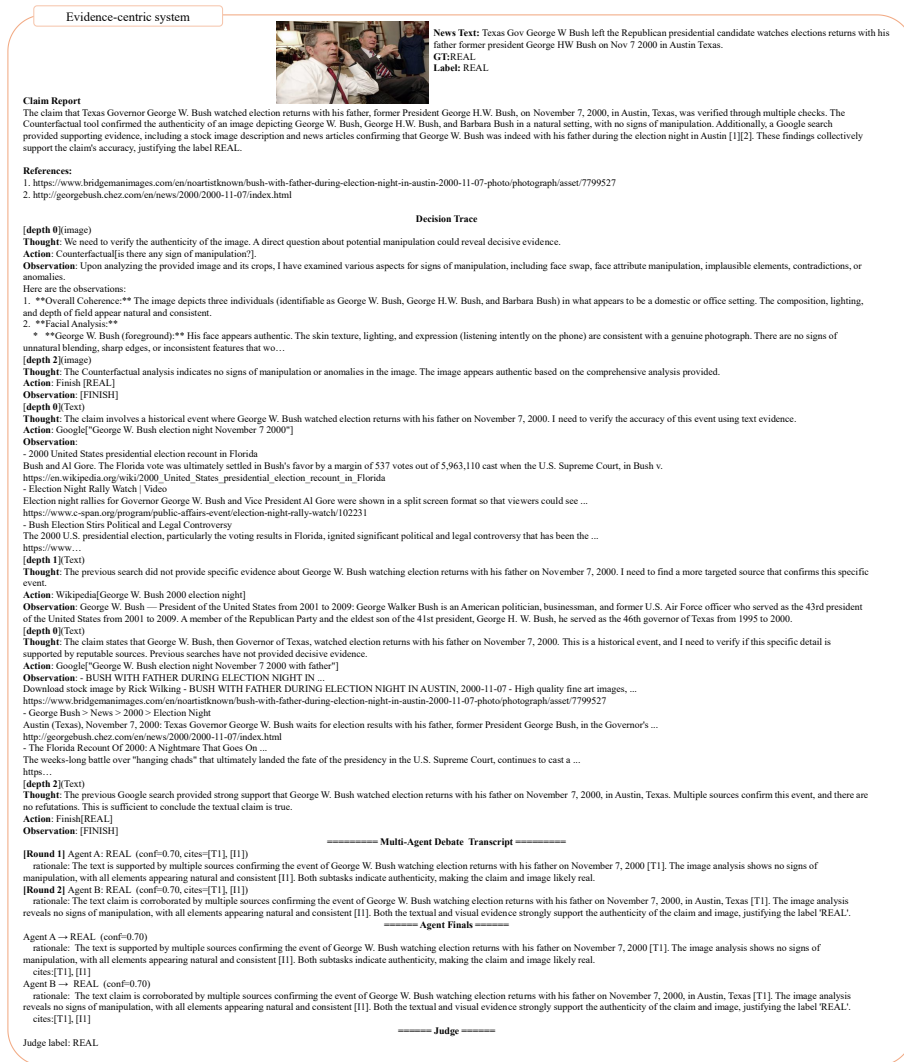 Evidence-centric system
News Text: Texas Gov George W Bush left the Republican presidential candidate watches elections returns with his
father former president George HW Bush on Nov 7 2000 in Austin Texas.
GT:REAL
Label: REAL
Claim Report
The claim that Texas Governor George W. Bush watched election returns with his father, former President George H.W. Bush, on November 7, 2000, in Austin, Texas, was verified through multiple checks. The
Counterfactual tool confirmed the authenticity of an image depicting George W. Bush, George H.W. Bush, and Barbara Bush in a natural setting, with no signs of manipulation. Additionally, a Google search
provided supporting evidence, including a stock image description and news articles confirming that George W. Bush was indeed with his father during the election night in Austin [1][2]. These findings collectively
support the claim's accuracy, justifying the label REAL.
References:
1. https://www.bridgemanimages.com/en/noartistknown/bush-with-father-during-election-night-in-austin-2000-11-07-photo/photograph/asset/7799527
2. http://georgebush.chez.com/en/news/2000/2000-11-07/index.html
Decision Trace
[depth 0](image)
Thought: We need to verify the authenticity of the image. A direct question about potential manipulation could reveal decisive evidence.
Action: Counterfactual[is there any sign of manipulation?].
Observation: Upon analyzing the provided image and its crops, I have examined various aspects for signs of manipulation, including face swap, face attribute manipulation, implausible elements, contradictions, or
anomalies.
Here are the observations:
1. **Overall Coherence:** The image depicts three individuals (identifiable as George W. Bush, George H.W. Bush, and Barbara Bush) in what appears to be a domestic or office setting. The composition, lighting,
and depth of field appear natural and consistent.
2. **Facial Analysis:**
* **George W. Bush (foreground):** His face appears authentic. The skin texture, lighting, and expression (listening intently on the phone) are consistent with a genuine photograph. There are no signs of
unnatural blending, sharp edges, or inconsistent features that wo…
[depth 2](image)
Thought: The Counterfactual analysis indicates no signs of manipulation or anomalies in the image. The image appears authentic based on the comprehensive analysis provided.
Action: Finish [REAL]
Observation: [FINISH]
[depth 0](Text)
Thought: The claim involves a historical event where George W. Bush watched election returns with his father on November 7, 2000. I need to verify the accuracy of this event using text evidence.
Action: Google["George W. Bush election night November 7 2000"]
Observation:
- 2000 United States presidential election recount in Florida
Bush and Al Gore. The Florida vote was ultimately settled in Bush's favor by a margin of 537 votes out of 5,963,110 cast when the U.S. Supreme Court, in Bush v.
https://en.wikipedia.org/wiki/2000_United_States_presidential_election_recount_in_Florida
- Election Night Rally Watch | Video
Election night rallies for Governor George W. Bush and Vice President Al Gore were shown in a split screen format so that viewers could see ...
https://www.c-span.org/program/public-affairs-event/election-night-rally-watch/102231
- Bush Election Stirs Political and Legal Controversy
The 2000 U.S. presidential election, particularly the voting results in Florida, ignited significant political and legal controversy that has been the ...
https://www…
[depth 1](Text)
Thought: The previous search did not provide specific evidence about George W. Bush watching election returns with his father on November 7, 2000. I need to find a more targeted source that confirms this specific
event.
Action: Wikipedia[George W. Bush 2000 election night]
Observation: George W. Bush — President of the United States from 2001 to 2009: George Walker Bush is an American politician, businessman, and former U.S. Air Force officer who served as the 43rd president
of the United States from 2001 to 2009. A member of the Republican Party and the eldest son of the 41st president, George H. W. Bush, he served as the 46th governor of Texas from 1995 to 2000.
[depth 0](Text)
Thought: The claim states that George W. Bush, then Governor of Texas, watched election returns with his father on November 7, 2000. This is a historical event, and I need to verify if this specific detail is
supported by reputable sources. Previous searches have not provided decisive evidence.
Action: Google["George W. Bush election night November 7 2000 with father"]
Observation: - BUSH WITH FATHER DURING ELECTION NIGHT IN ...
Download stock image by Rick Wilking - BUSH WITH FATHER DURING ELECTION NIGHT IN AUSTIN, 2000-11-07 - High quality fine art images, ...
https://www.bridgemanimages.com/en/noartistknown/bush-with-father-during-election-night-in-austin-2000-11-07-photo/photograph/asset/7799527
- George Bush > News > 2000 > Election Night
Austin (Texas), November 7, 2000: Texas Governor George W. Bush waits for election results with his father, former President George Bush, in the Governor's ...
http://georgebush.chez.com/en/news/2000/2000-11-07/index.html
- The Florida Recount Of 2000: A Nightmare That Goes On ...
The weeks-long battle over "hanging chads" that ultimately landed the fate of the presidency in the U.S. Supreme Court, continues to cast a ...
https…
[depth 2](Text)
Thought: The previous Google search provided strong support that George W. Bush watched election returns with his father on November 7, 2000, in Austin, Texas. Multiple sources confirm this event, and there are
no refutations. This is sufficient to conclude the textual claim is true.
Action: Finish[REAL]
Observation: [FINISH]
========= Multi-Agent Debate Transcript =========
[Round 1] Agent A: REAL (conf=0.70, cites=[T1], [I1])
rationale: The text is supported by multiple sources confirming the event of George W. Bush watching election returns with his father on November 7, 2000 [T1]. The image analysis shows no signs of
manipulation, with all elements appearing natural and consistent [I1]. Both subtasks indicate authenticity, making the claim and image likely real.
[Round 2] Agent B: REAL (conf=0.70, cites=[T1], [I1])
rationale: The text claim is corroborated by multiple sources confirming the event of George W. Bush watching election returns with his father on November 7, 2000, in Austin, Texas [T1]. The image analysis
reveals no signs of manipulation, with all elements appearing natural and consistent [I1]. Both the textual and visual evidence strongly support the authenticity of the claim and image, justifying the label 'REAL'.
====== Agent Finals ======
Agent A → REAL (conf=0.70)
rationale: The text is supported by multiple sources confirming the event of George W. Bush watching election returns with his father on November 7, 2000 [T1]. The image analysis shows no signs of
manipulation, with all elements appearing natural and consistent [I1]. Both subtasks indicate authenticity, making the claim and image likely real.
cites:[T1], [I1]
Agent B → REAL (conf=0.70)
rationale: The text claim is corroborated by multiple sources confirming the event of George W. Bush watching election returns with his father on November 7, 2000, in Austin, Texas [T1]. The image analysis
reveals no signs of manipulation, with all elements appearing natural and consistent [I1]. Both the textual and visual evidence strongly support the authenticity of the claim and image, justifying the label 'REAL'.
cites:[T1], [I1]
====== Judge ======
Judge label: REAL